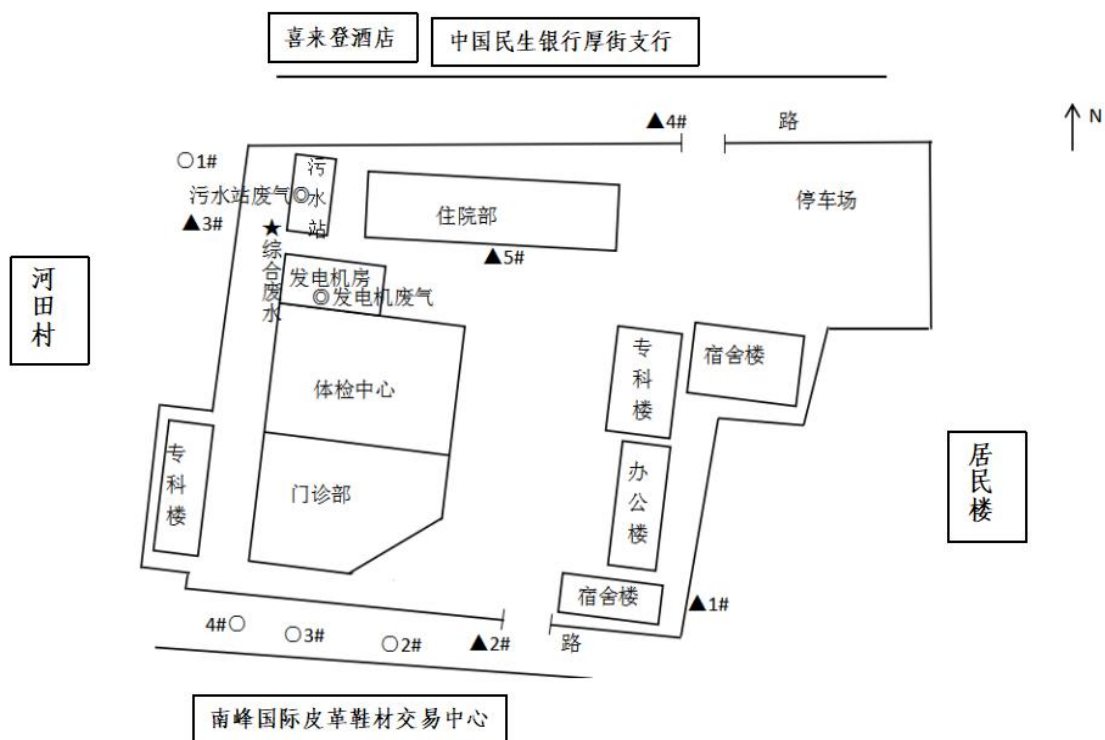 喜来登酒店
中国民生银行厚街支行
▲4#
路
N
○1#
污水站
污水站废气◎
▲3#
住院部
停车场
★综合废水
▲5#
河田村
发电机房
◎发电机废气
专科楼
宿舍楼
体检中心
专科楼
门诊部
办公楼
居民楼
宿舍楼
▲1#
4#○
○3#
○2#
▲2#
路
南峰国际皮革鞋材交易中心